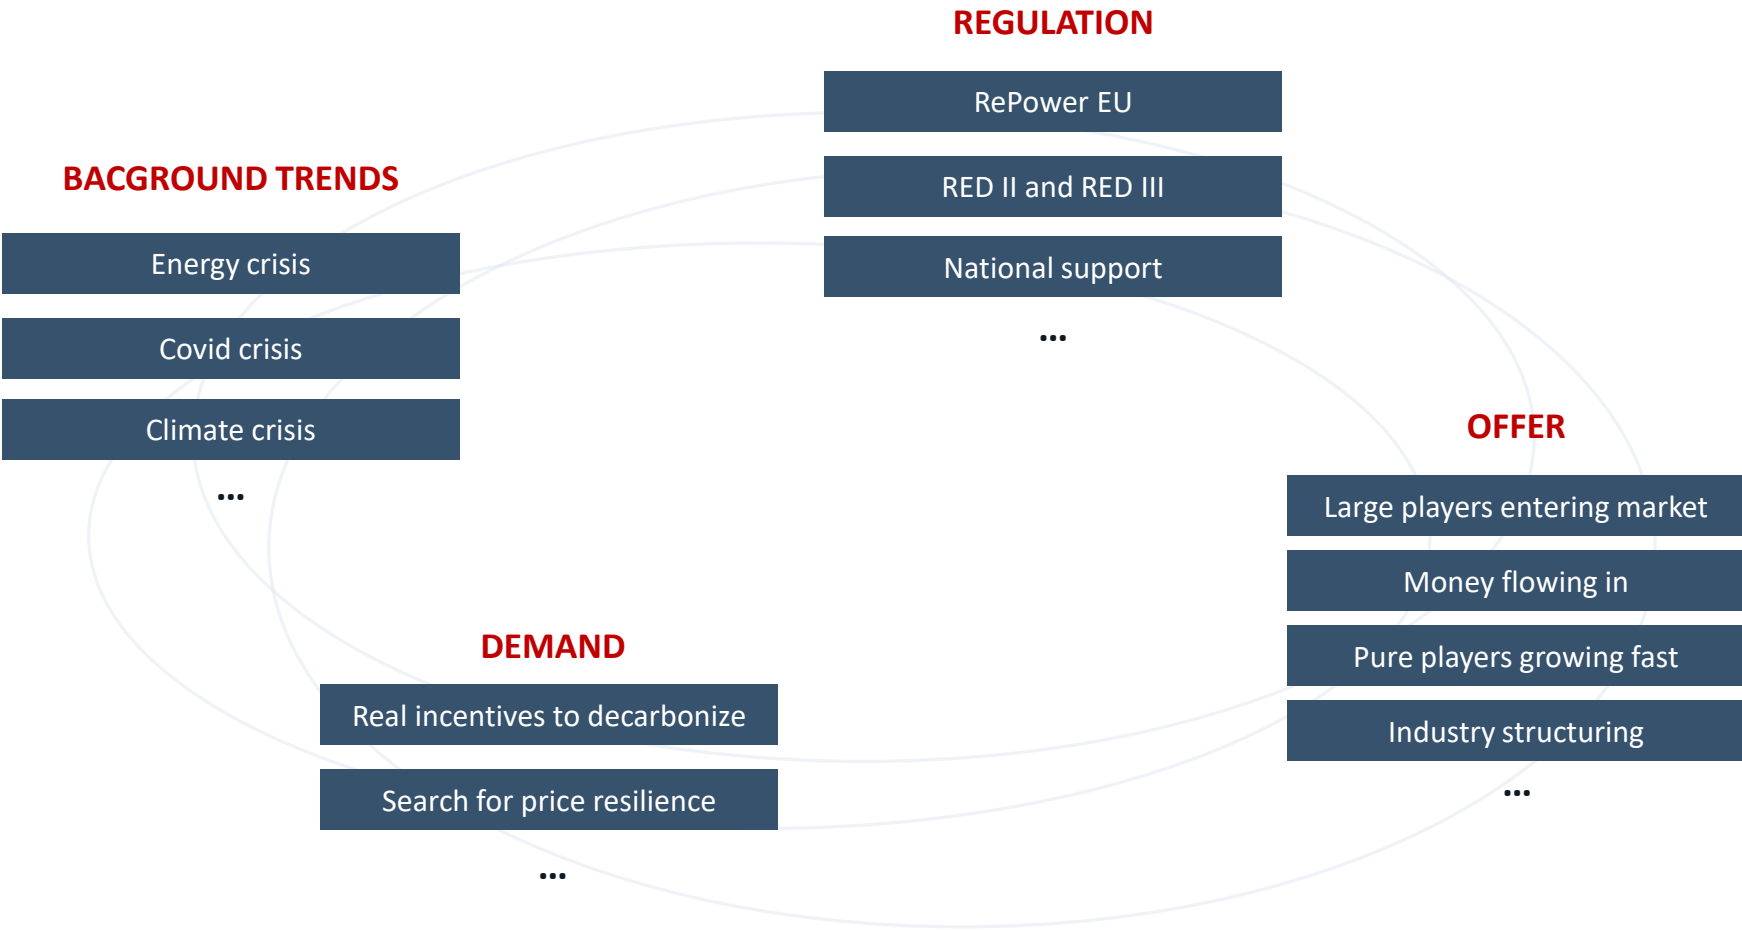 REGULATION
RePower EU
RED II and RED III
National support
...
BACGROUND TRENDS
Energy crisis
Covid crisis
Climate crisis
...
OFFER
Large players entering market
Money flowing in
Pure players growing fast
Industry structuring
...
DEMAND
Real incentives to decarbonize
Search for price resilience
...